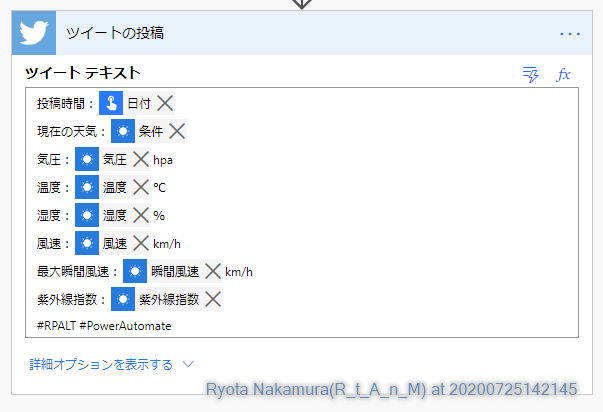 ツイートの投稿
ツイート テキスト
fx
投稿時間： 日付
現在の天気： 条件
気圧： 気圧 hpa
温度： 温度 ℃
湿度： 湿度 %
風速： 風速 km/h
最大瞬間風速： 瞬間風速 km/h
紫外線指数： 紫外線指数
#RPALT #PowerAutomate
詳細オプションを表示する
Ryota Nakamura(R_t_A_n_M) at 20200725142145